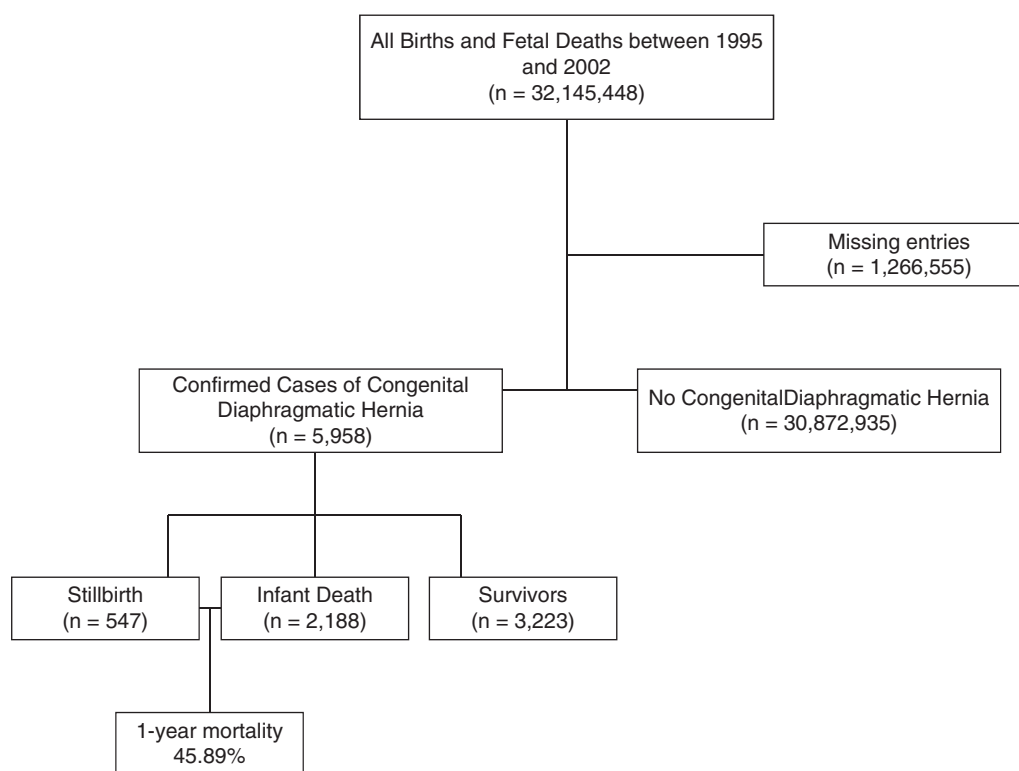 All Births and Fetal Deaths between 1995
and 2002
(n = 32,145,448)
Missing entries
(n = 1,266,555)
Confirmed Cases of Congenital
Diaphragmatic Hernia
(n = 5,958)
No CongenitalDiaphragmatic Hernia
(n = 30,872,935)
Stillbirth
(n = 547)
Infant Death
(n = 2,188)
Survivors
(n = 3,223)
1-year mortality
45.89%